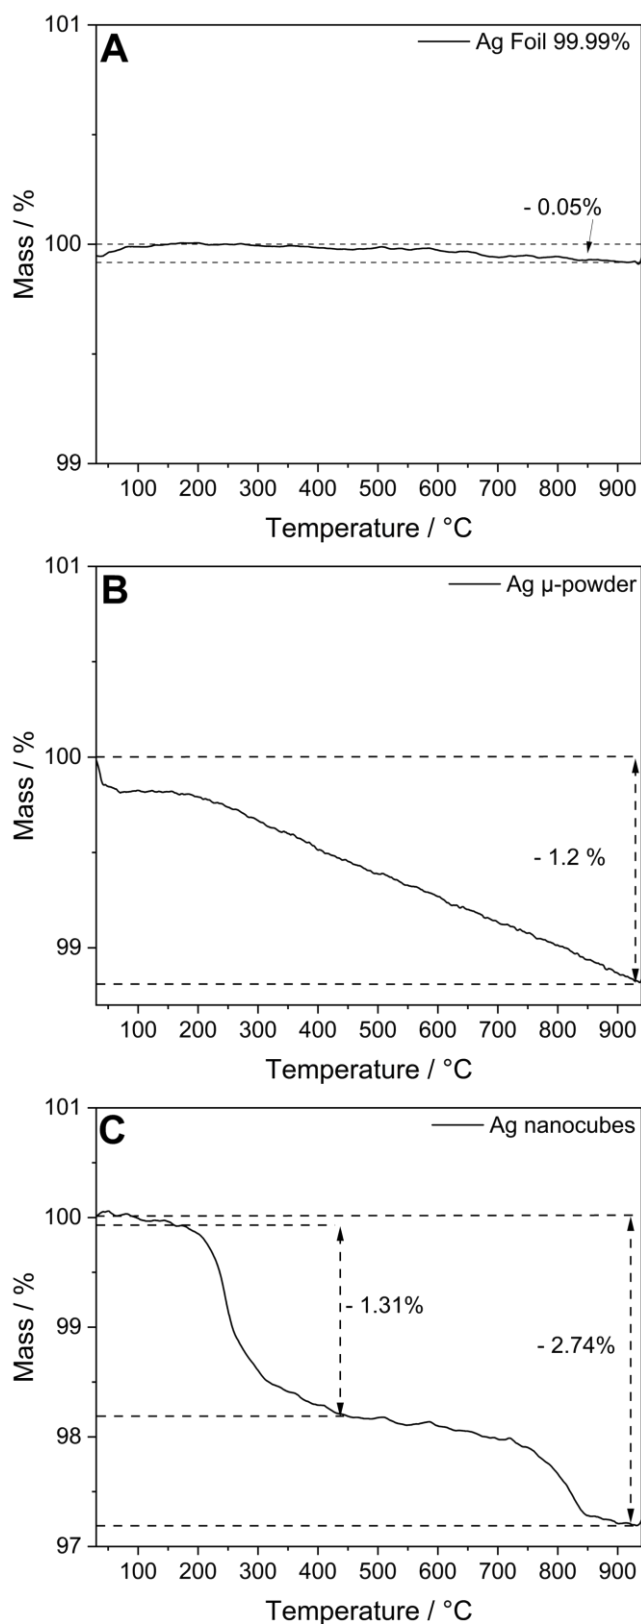 101
A
Ag Foil 99.99%
- 0.05%
100
99
Mass / %
100 200 300 400 500 600 700 800 900
Temperature / °C
101
B
Ag μ-powder
100
- 1.2 %
99
Mass / %
100 200 300 400 500 600 700 800 900
Temperature / °C
101
C
Ag nanocubes
100
- 1.31%
99
- 2.74%
98
97
Mass / %
100 200 300 400 500 600 700 800 900
Temperature / °C